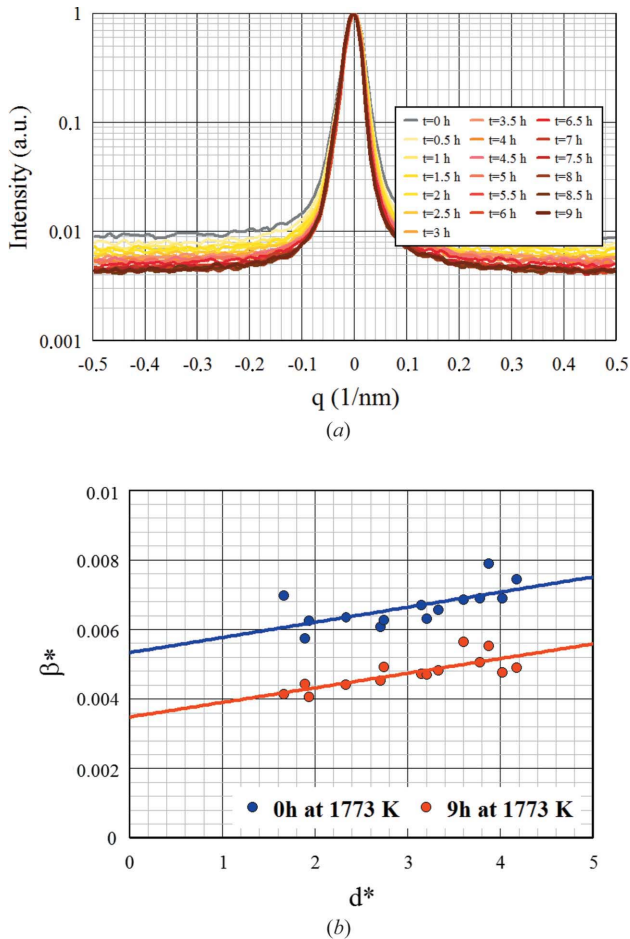 1
0.1
0.01
0.001
Intensity (a.u.)
t=0 h t=3.5 h t=6.5 h
t=0.5 h t=4 h t=7 h
t=1 h t=4.5 h t=7.5 h
t=1.5 h t=5 h t=8 h
t=2 h t=5.5 h t=8.5 h
t=2.5 h t=6 h t=9 h
t=3 h
-0.5 -0.4 -0.3 -0.2 -0.1 0 0.1 0.2 0.3 0.4 0.5
q (1/nm)
(a)
0.01
0.008
0.006
0.004
0.002
0
β*
0h at 1773 K 9h at 1773 K
0 1 2 3 4 5
d*
(b)